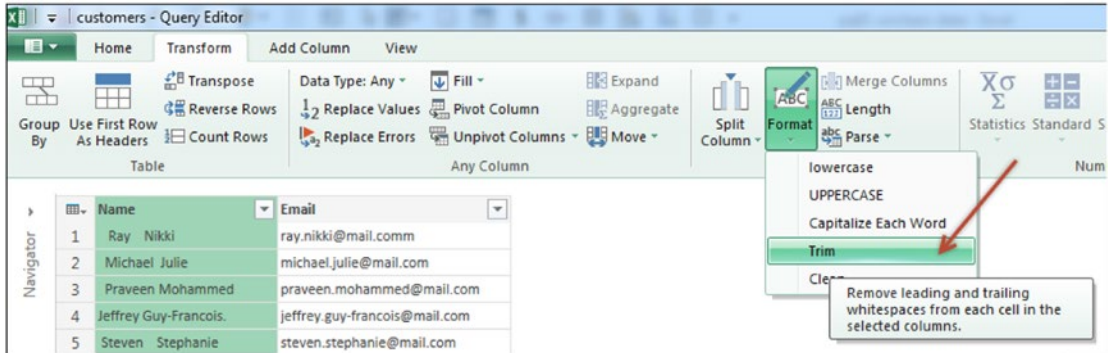 customers - Query Editor
Home Transform Add Column View
Transpose Data Type: Any Fill Expand Merge Columns
Reverse Rows Replace Values Pivot Column Aggregate Length
Group By Use First Row As Headers Count Rows Replace Errors Unpivot Columns Move Split Column Format Parse Statistics Standard S
Table Any Column Num
lowercase
UPPERCASE
Capitalize Each Word
Trim
Remove leading and trailing
whitespaces from each cell in the
selected columns.
Navigator
Name Email
1 Ray Nikki ray.nikki@mail.comm
2 Michael Julie michael.julie@mail.com
3 Praveen Mohammed praveen.mohammed@mail.com
4 Jeffrey Guy-Francois. jeffrey.guy-francois@mail.com
5 Steven Stephanie steven.stephanie@mail.com